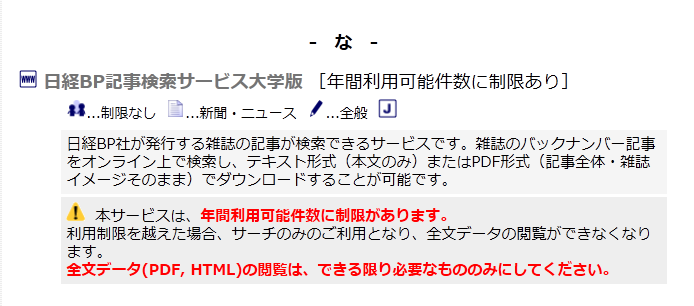 - な -
WWW 日経BP記事検索サービス大学版 ［年間利用可能件数に制限あり］
...制限なし ...新聞・ニュース ...全般 J
日経BP社が発行する雑誌の記事が検索できるサービスです。雑誌のバックナンバー記事
をオンライン上で検索し、テキスト形式（本文のみ）またはPDF形式（記事全体・雑誌
イメージそのまま）でダウンロードすることが可能です。
本サービスは、年間利用可能件数に制限があります。
利用制限を越えた場合、サーチのみのご利用となり、全文データの閲覧ができなくなり
ます。
全文データ(PDF, HTML)の閲覧は、できる限り必要なもののみにしてください。